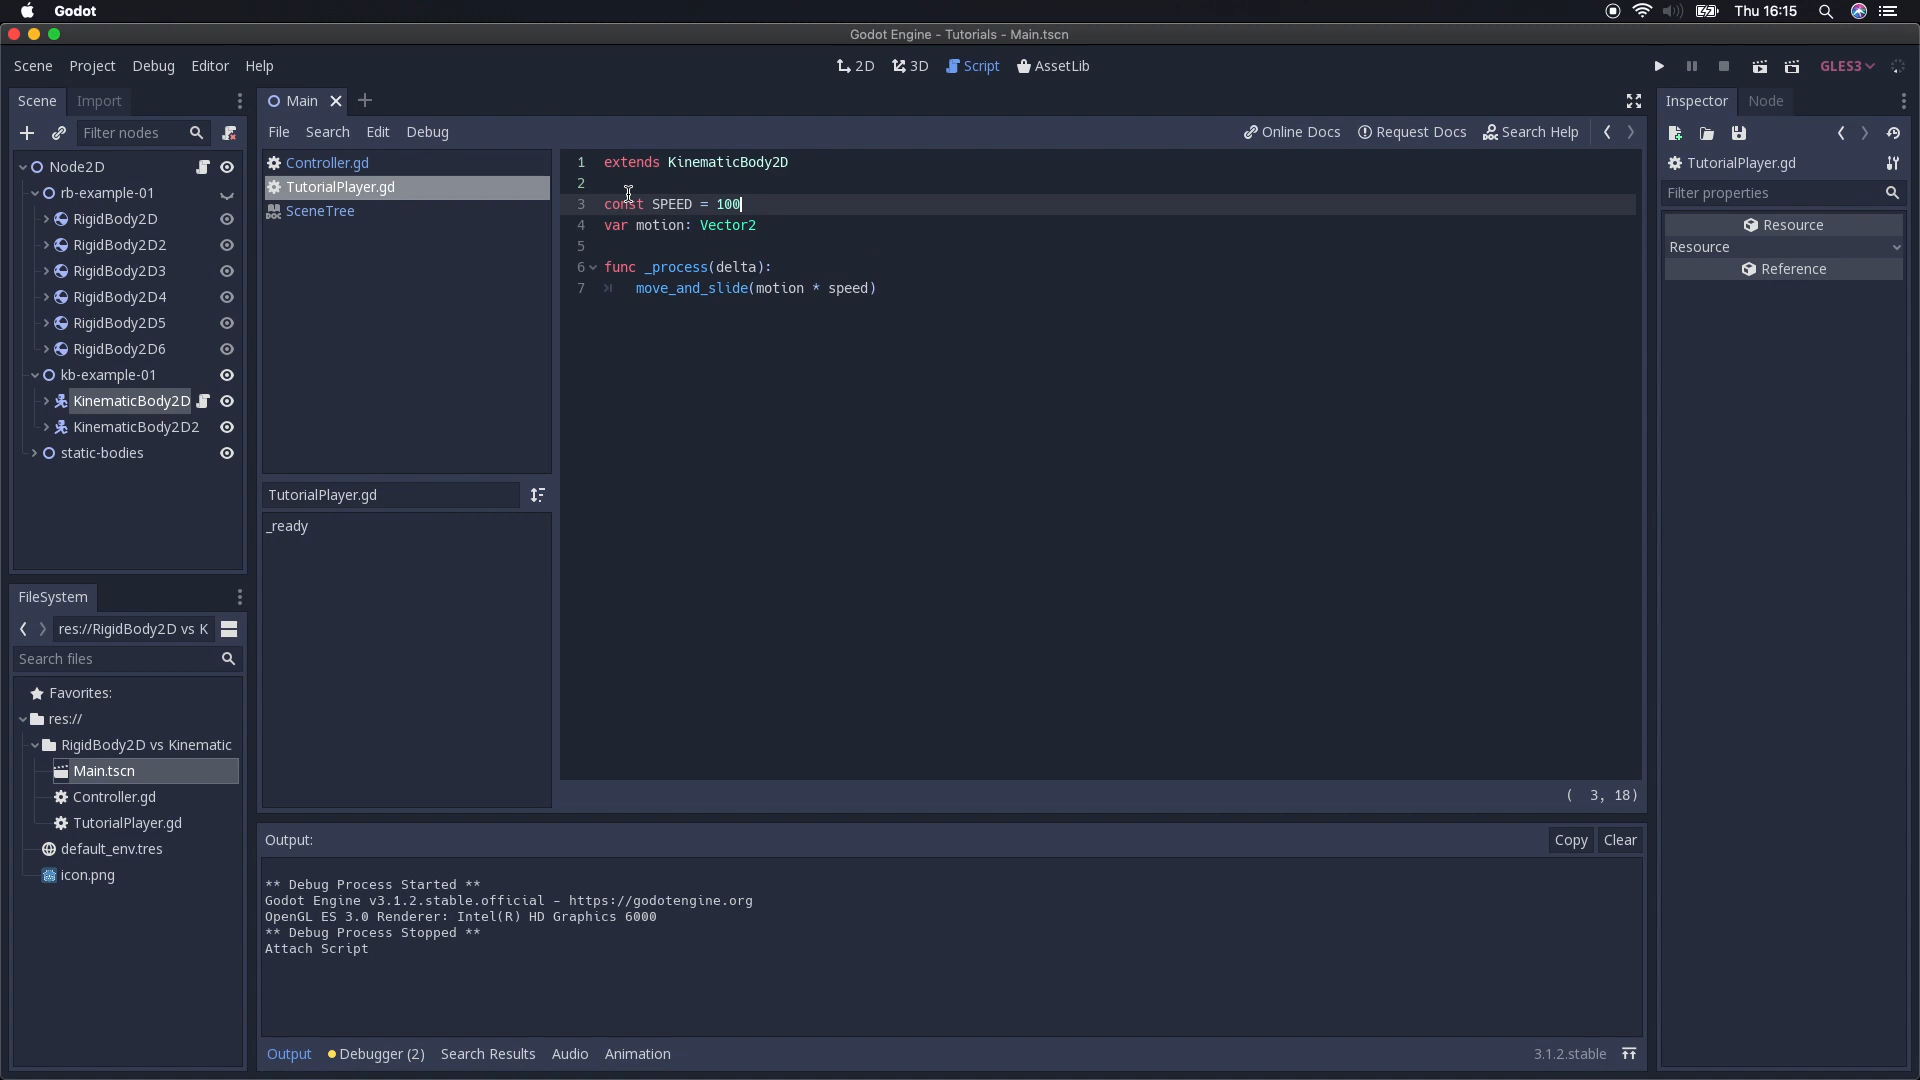 Godot
Thu 16:15
Godot Engine - Tutorials - Main.tscn
Scene Project Debug Editor Help
2D 3D Script AssetLib
GLES3
Scene Import
Filter nodes
Node2D
rb-example-01
RigidBody2D
RigidBody2D2
RigidBody2D3
RigidBody2D4
RigidBody2D5
RigidBody2D6
kb-example-01
KinematicBody2D
KinematicBody2D2
static-bodies
FileSystem
res://RigidBody2D vs K
Search files
Favorites:
res://
RigidBody2D vs Kinematic
Main.tscn
Controller.gd
TutorialPlayer.gd
default_env.tres
icon.png
Main
File Search Edit Debug
Online Docs Request Docs Search Help
Controller.gd
TutorialPlayer.gd
SceneTree
TutorialPlayer.gd
_ready
1 extends KinematicBody2D
2
3 const SPEED = 100
4 var motion: Vector2
5
6 func _process(delta):
7 move_and_slide(motion * speed)
( 3, 18)
Output:
Copy Clear
** Debug Process Started **
Godot Engine v3.1.2.stable.official - https://godotengine.org
OpenGL ES 3.0 Renderer: Intel(R) HD Graphics 6000
** Debug Process Stopped **
Attach Script
Output Debugger (2) Search Results Audio Animation
3.1.2.stable
Inspector Node
TutorialPlayer.gd
Filter properties
Resource
Resource
Reference